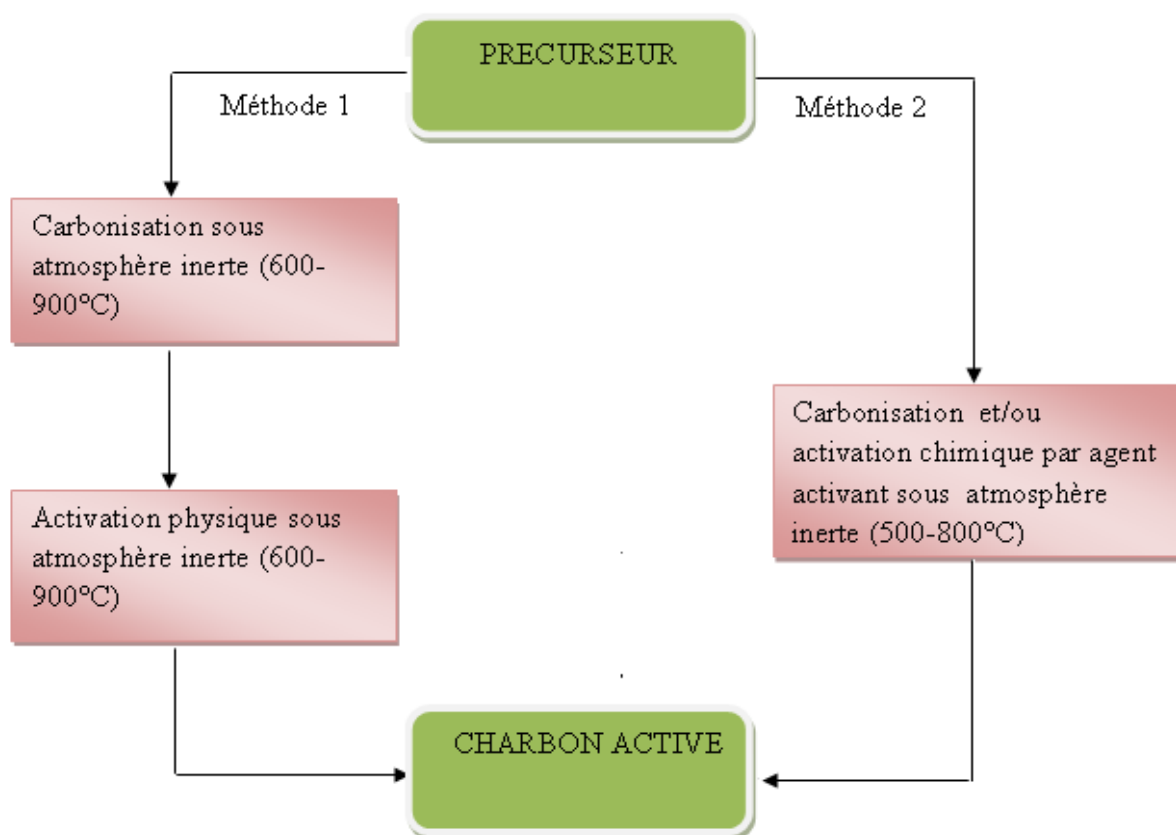 PRECURSEUR
Méthode 1
Méthode 2
Carbonisation sous
atmosphère inerte (600-
900°C)
Activation physique sous
atmosphère inerte (600-
900°C)
Carbonisation et/ou
activation chimique par agent
activant sous atmosphère
inerte (500-800°C)
CHARBON ACTIVE